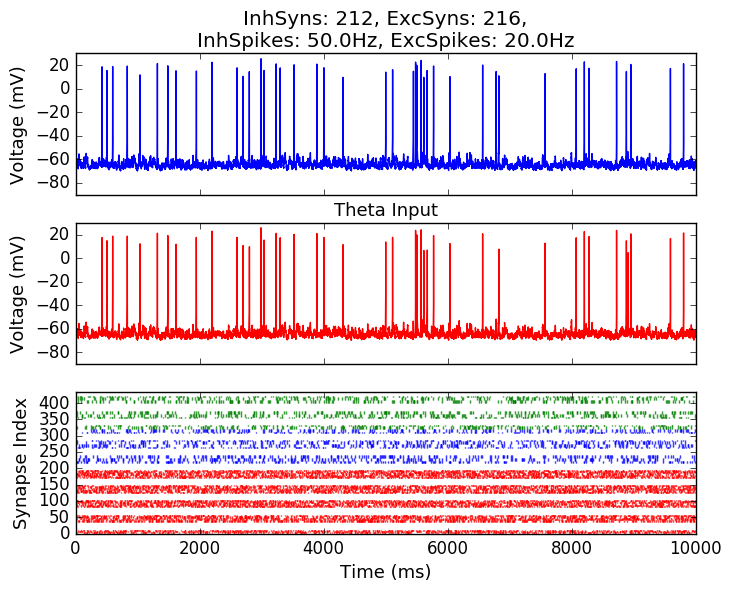 InhSyns: 212, ExcSyns: 216,
InhSpikes: 50.0Hz, ExcSpikes: 20.0Hz
Voltage (mV)
20
0
−20
−40
−60
−80
Theta Input
Voltage (mV)
20
0
−20
−40
−60
−80
Synapse Index
400
350
300
250
200
150
100
50
0
0 2000 4000 6000 8000 10000
Time (ms)